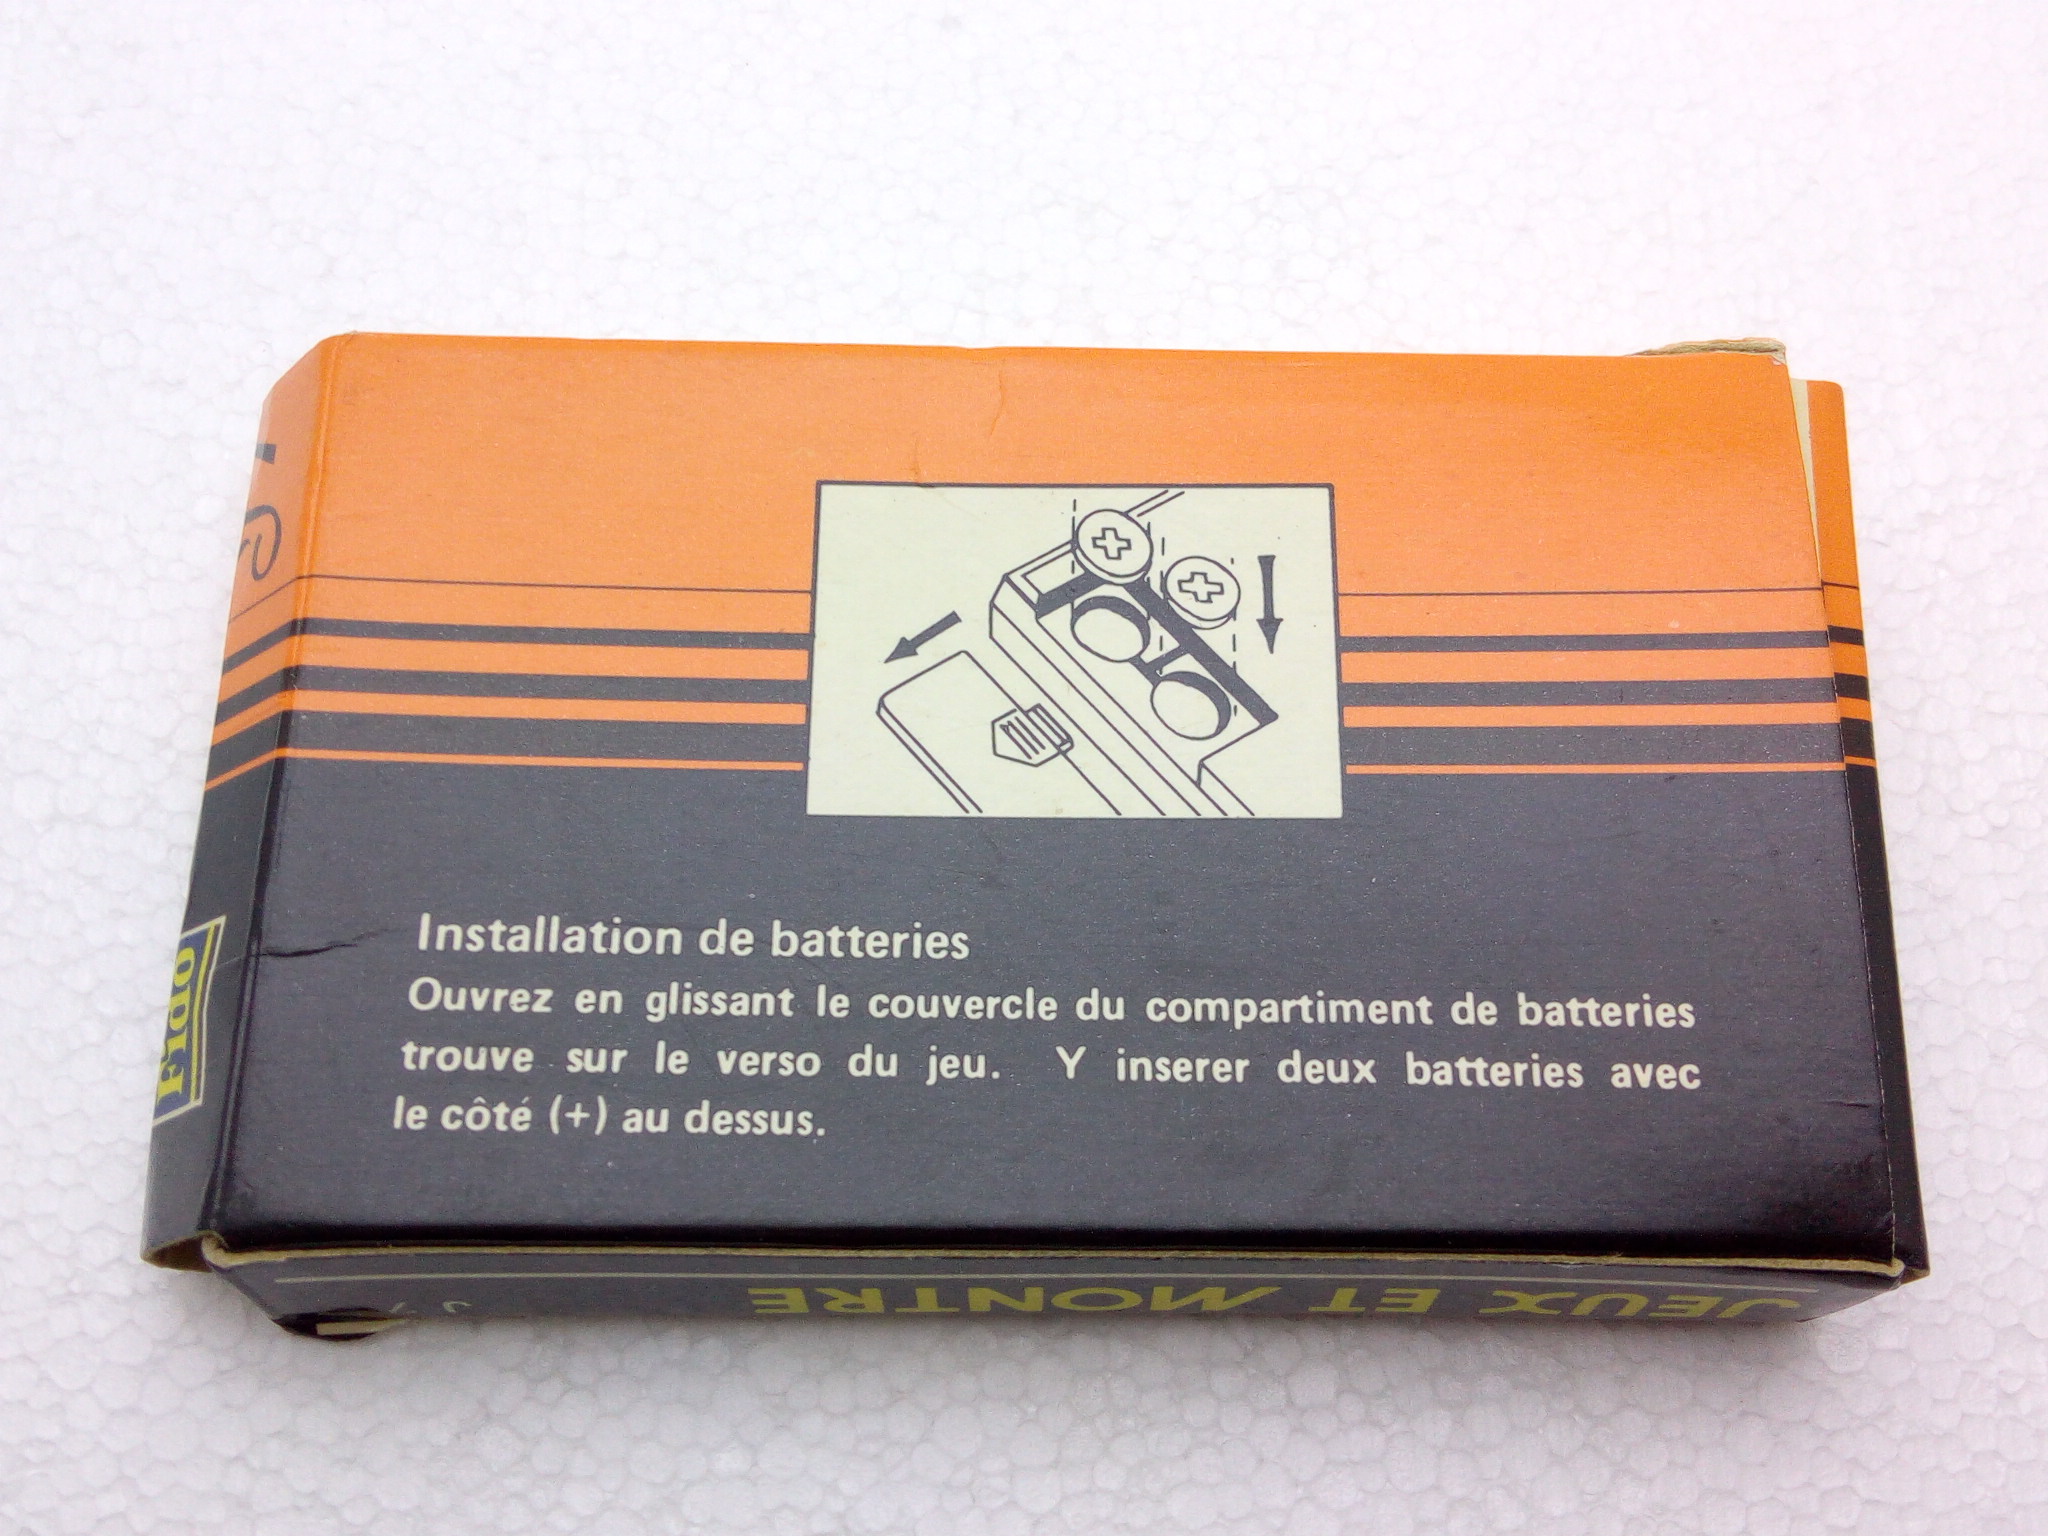 Installation de batteries
Ouvrez en glissant le couvercle du compartiment de batteries
trouve sur le verso du jeu. Y inserer deux batteries avec
le côté (+) au dessus.
Fido
JEUX ET MONTRE